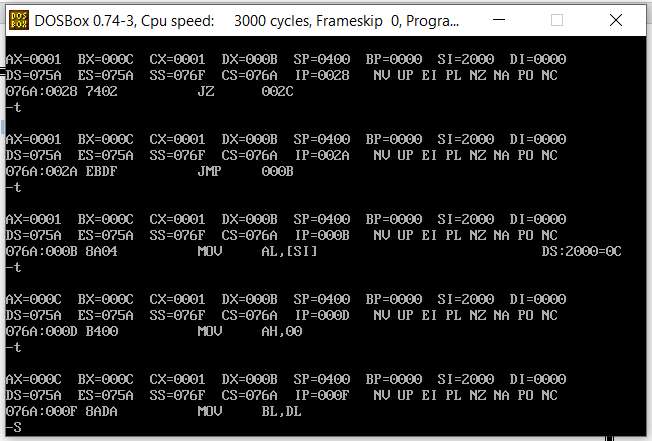 DOSBox 0.74-3, Cpu speed: 3000 cycles, Frameskip 0, Progra...
AX=0001 BX=000C CX=0001 DX=000B SP=0400 BP=0000 SI=2000 DI=0000
DS=075A ES=075A SS=076F CS=076A IP=0028 NV UP EI PL NZ NA PO NC
076A:0028 7402 JZ 002C
-t
AX=0001 BX=000C CX=0001 DX=000B SP=0400 BP=0000 SI=2000 DI=0000
DS=075A ES=075A SS=076F CS=076A IP=002A NV UP EI PL NZ NA PO NC
076A:002A EBDF JMP 000B
-t
AX=0001 BX=000C CX=0001 DX=000B SP=0400 BP=0000 SI=2000 DI=0000
DS=075A ES=075A SS=076F CS=076A IP=000B NV UP EI PL NZ NA PO NC
076A:000B 8A04 MOV AL,[SI] DS:2000=0C
-t
AX=000C BX=000C CX=0001 DX=000B SP=0400 BP=0000 SI=2000 DI=0000
DS=075A ES=075A SS=076F CS=076A IP=000D NV UP EI PL NZ NA PO NC
076A:000D B400 MOV AH,00
-t
AX=000C BX=000C CX=0001 DX=000B SP=0400 BP=0000 SI=2000 DI=0000
DS=075A ES=075A SS=076F CS=076A IP=000F NV UP EI PL NZ NA PO NC
076A:000F 8ADA MOV BL,DL
-S